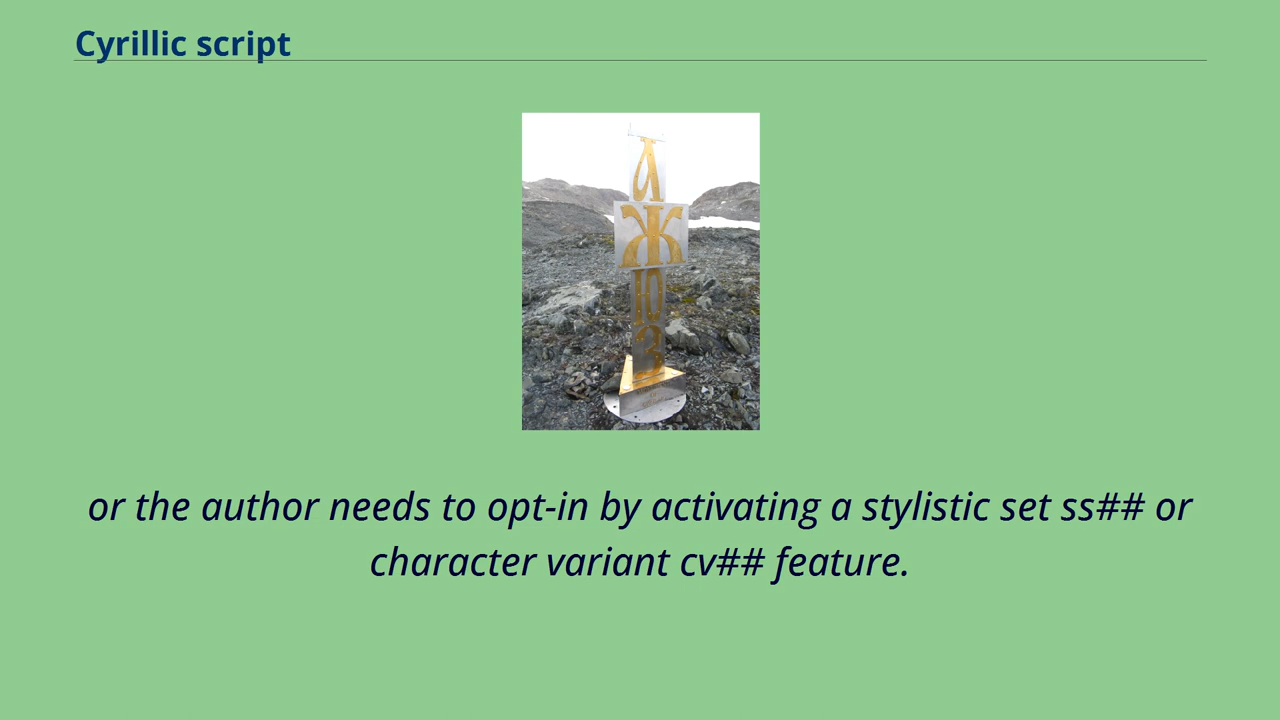 Cyrillic script
А
Ж
Ю
З
or the author needs to opt-in by activating a stylistic set ss## or
character variant cv## feature.